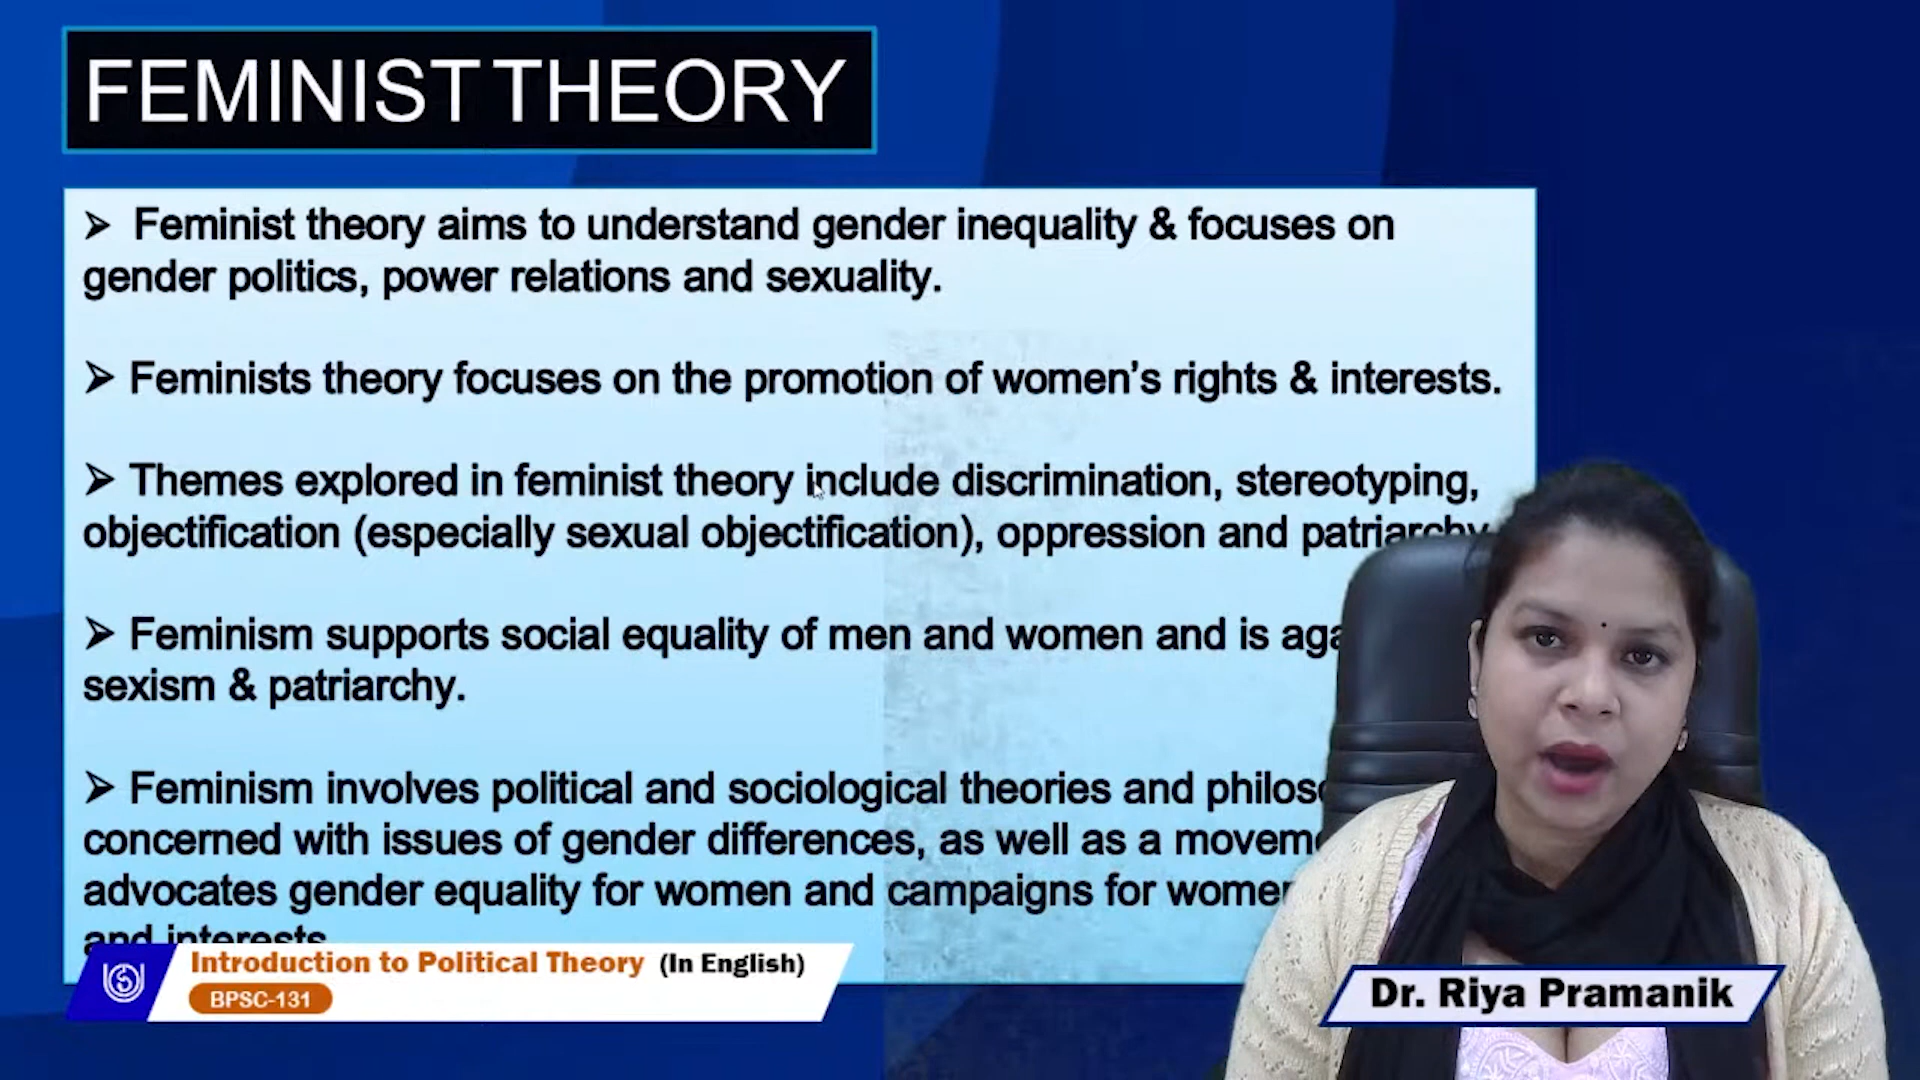 FEMINIST THEORY
➢ Feminist theory aims to understand gender inequality & focuses on
gender politics, power relations and sexuality.
➢ Feminists theory focuses on the promotion of women’s rights & interests.
➢ Themes explored in feminist theory include discrimination, stereotyping,
objectification (especially sexual objectification), oppression and patriarchy
➢ Feminism supports social equality of men and women and is
sexism & patriarchy.
➢ Feminism involves political and sociological theories and
concerned with issues of gender differences, as well as a
advocates gender equality for women and campaigns for
and interests
Introduction to Political Theory (In English)
BPSC-131
Dr. Riya Pramanik